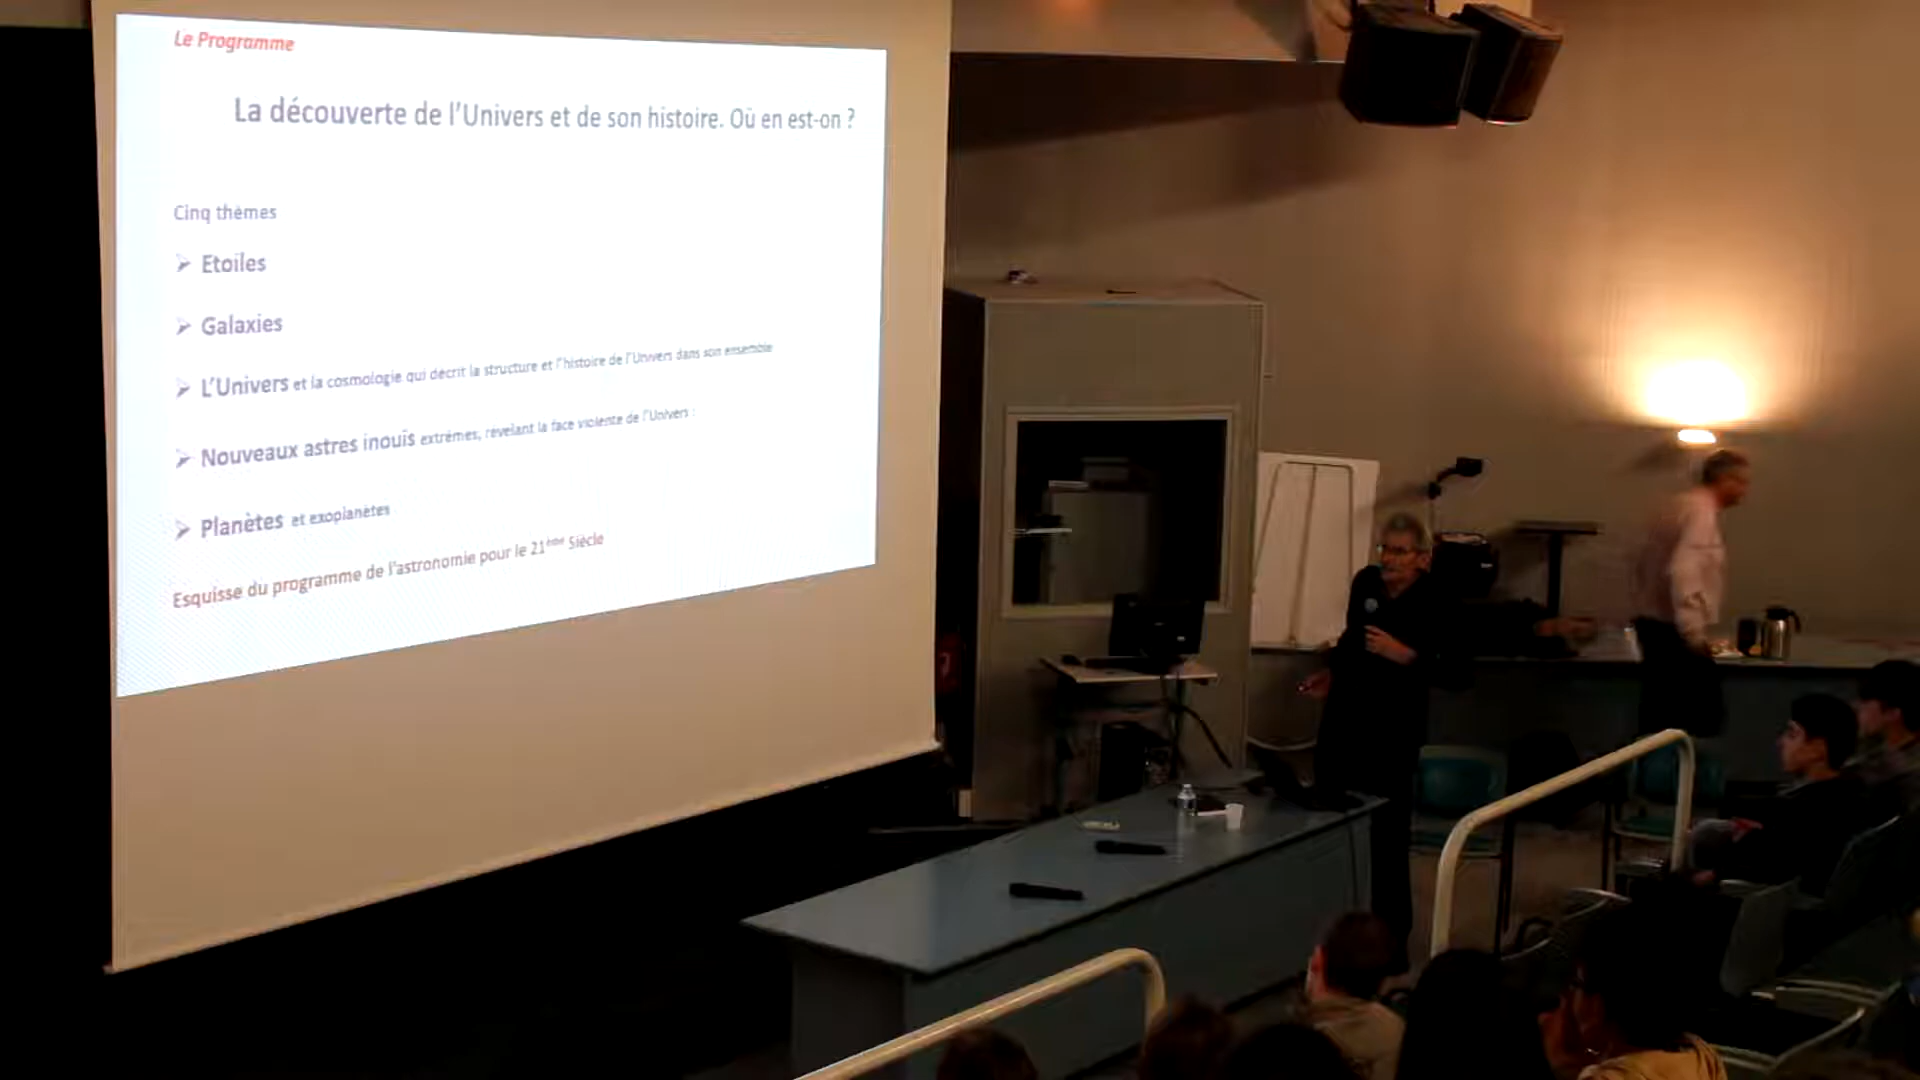 Le Programme
La découverte de l'Univers et de son histoire. Où en est-on ?
Cinq thèmes
➢ Etoiles
➢ Galaxies
➢ L'Univers et la cosmologie qui décrit la structure et l'histoire de l'Univers dans son ensemble
➢ Nouveaux astres inouïs extrêmes, révélant la face violente de l'Univers :
➢ Planètes et exoplanètes
Esquisse du programme de l'astronomie pour le 21ème Siècle